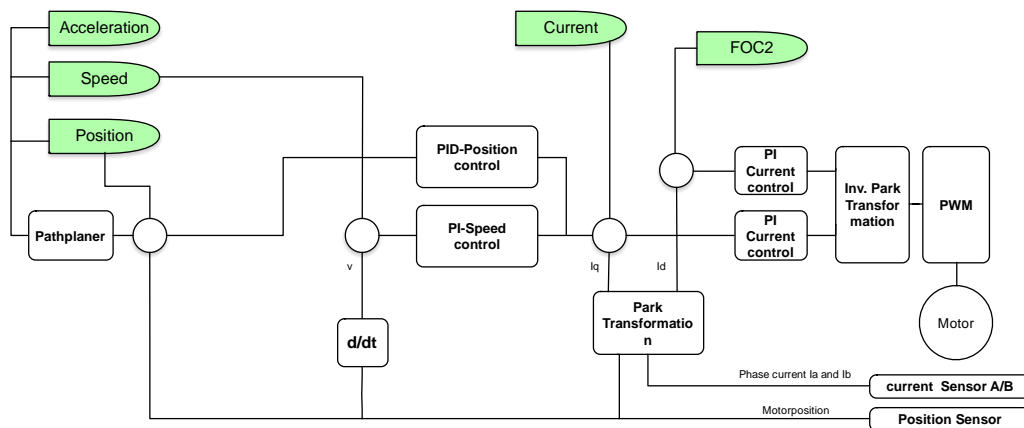 Acceleration
Current
FOC2
Speed
Position
PID-Position
control
PI
Current
control
Inv. Park
Transfor
mation
PWM
Pathplaner
PI-Speed
control
PI
Current
control
v
Iq
Id
Park
Transformatio
n
d/dt
Motor
Phase current Ia and Ib
current  Sensor A/B
Motorposition
Position Sensor